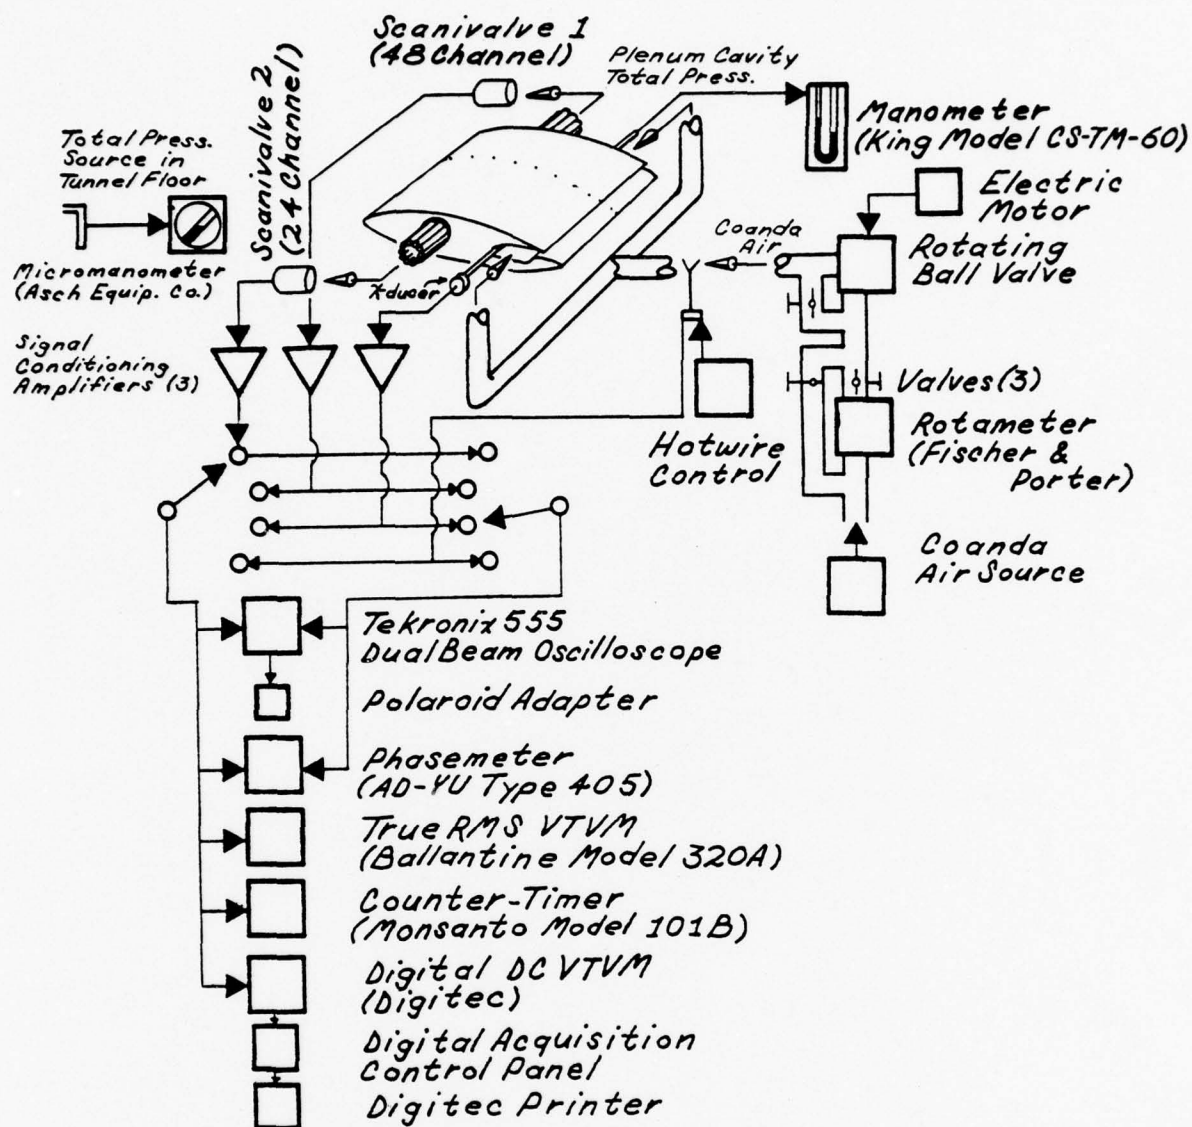 Scanivalve 1
(48 Channel)
Scanivalve 2
(24 Channel)
Plenum Cavity
Total Press.
Manometer
(King Model CS-TM-60)
Total Press.
Source in
Tunnel Floor
Electric
Motor
Coanda
Air
Rotating
Ball Valve
Micromanometer
(Asch Equip. Co.)
X-ducer
Signal
Conditioning
Amplifiers (3)
Valves (3)
Hotwire
Control
Rotameter
(Fischer &
Porter)
Coanda
Air Source
Tekronix 555
Dual Beam Oscilloscope
Polaroid Adapter
Phasemeter
(AD-YU Type 405)
True RMS VTVM
(Ballantine Model 320A)
Counter-Timer
(Monsanto Model 101B)
Digital DC VTVM
(Digitec)
Digital Acquisition
Control Panel
Digitec Printer